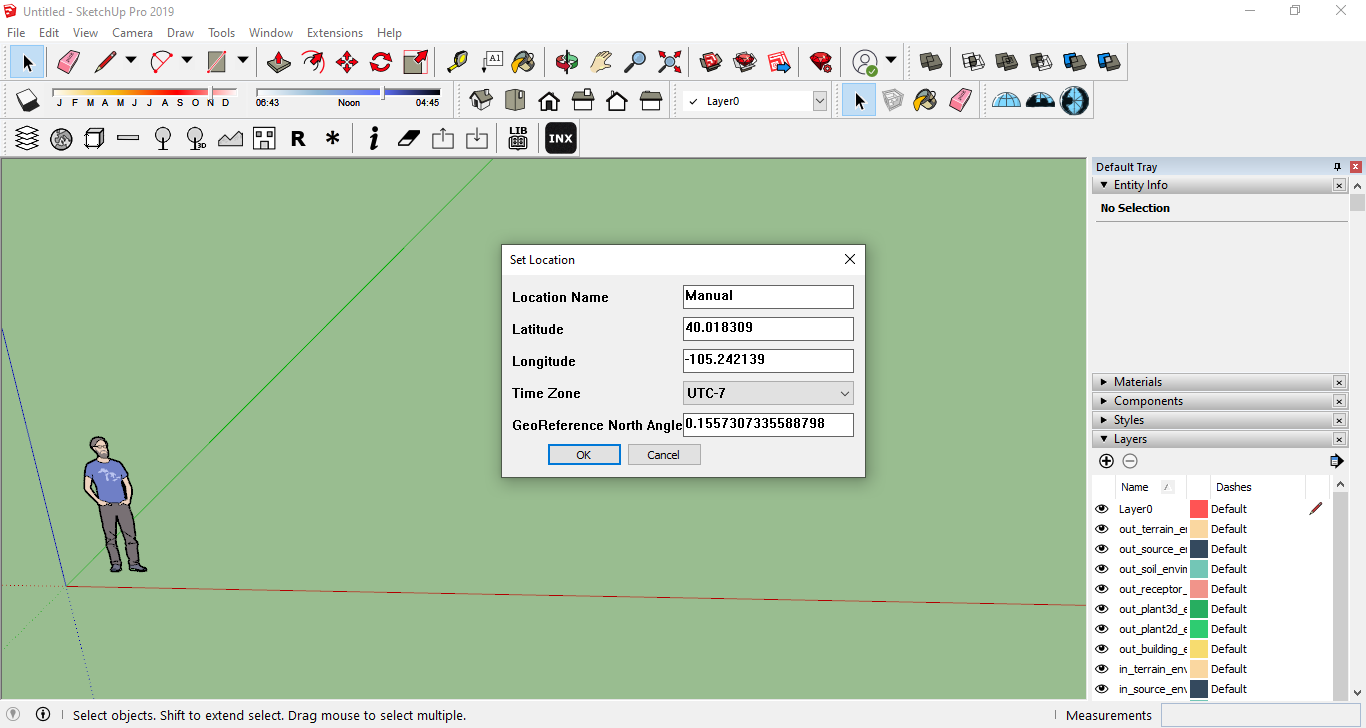 Untitled - SketchUp Pro 2019
File Edit View Camera Draw Tools Window Extensions Help
A1
J F M A M J J A S O N D
06:43 Noon 04:45
Layer0
3D
R
*
i
LIB
INX
Default Tray
Entity Info
No Selection
Set Location
Location Name Manual
Latitude 40.018309
Longitude -105.242139
Time Zone UTC-7
GeoReference North Angle 0.1557307335588798
OK Cancel
Materials
Components
Styles
Layers
Name Dashes
Layer0 Default
out_terrain_e Default
out_source_e Default
out_soil_envir Default
out_receptor_ Default
out_plant3d_e Default
out_plant2d_e Default
out_building_e Default
in_terrain_env Default
in_source_env Default
Select objects. Shift to extend select. Drag mouse to select multiple.
Measurements